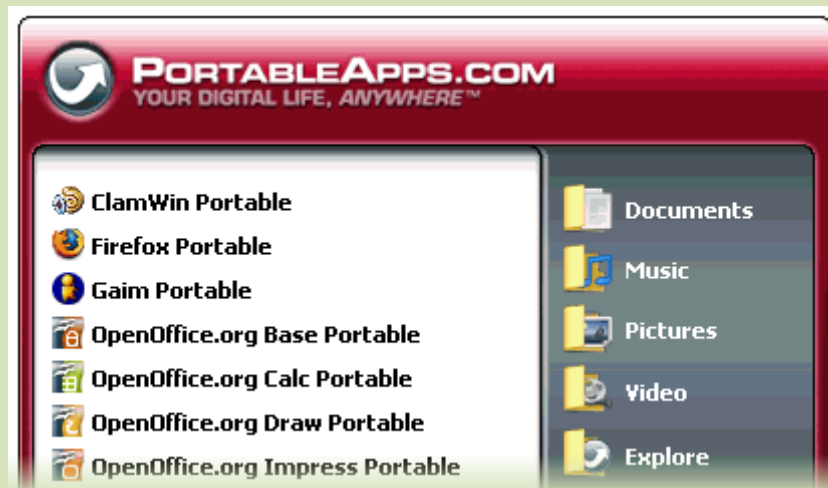 PORTABLEAPPS.COM
YOUR DIGITAL LIFE, ANYWHERE™
ClamWin Portable
Firefox Portable
Gaim Portable
OpenOffice.org Base Portable
OpenOffice.org Calc Portable
OpenOffice.org Draw Portable
OpenOffice.org Impress Portable
Documents
Music
Pictures
Video
Explore